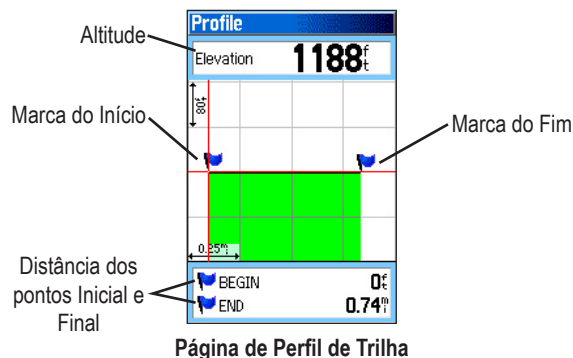 Profile
Altitude
Elevation 1188ft
80ft
Marca do Início
Marca do Fim
0.25mi
Distância dos
pontos Inicial e
Final
BEGIN 0ft
END 0.74mi
Página de Perfil de Trilha